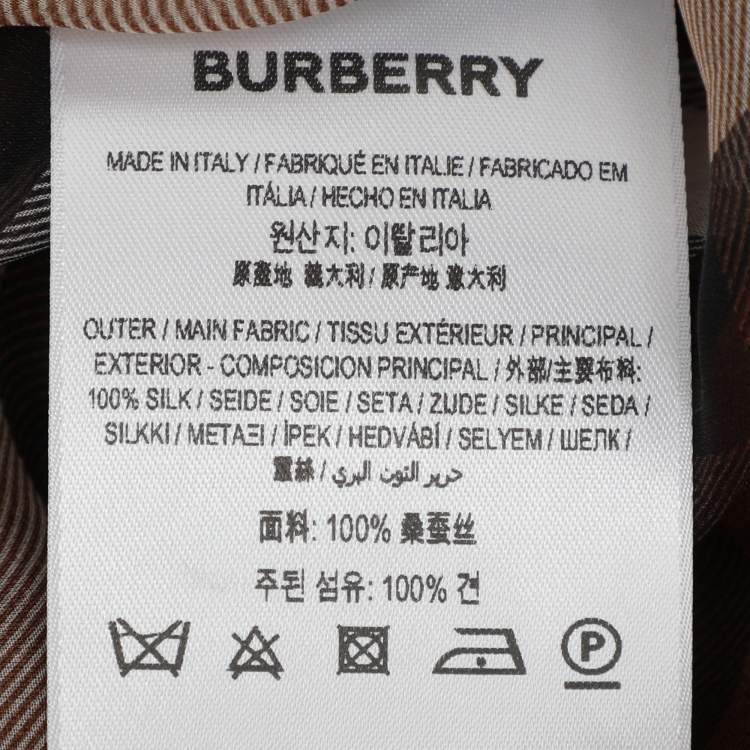 BURBERRY
MADE IN ITALY / FABRIQUÉ EN ITALIE / FABRICADO EM
ITÁLIA / HECHO EN ITALIA
원산지: 이탈리아
原產地 義大利 / 原产地 意大利
OUTER / MAIN FABRIC / TISSU EXTÉRIEUR / PRINCIPAL /
EXTERIOR - COMPOSICION PRINCIPAL / 外部/主要布料:
100% SILK / SEIDE / SOIE / SETA / ZIJDE / SILKE / SEDA /
SILKKI / ΜΕΤΑΞΙ / İPEK / HEDVÁBÍ / SELYEM / ШЕЛК /
蠶絲 / حرير التوت البري
面料: 100% 桑蚕丝
주된 섬유: 100% 견
P